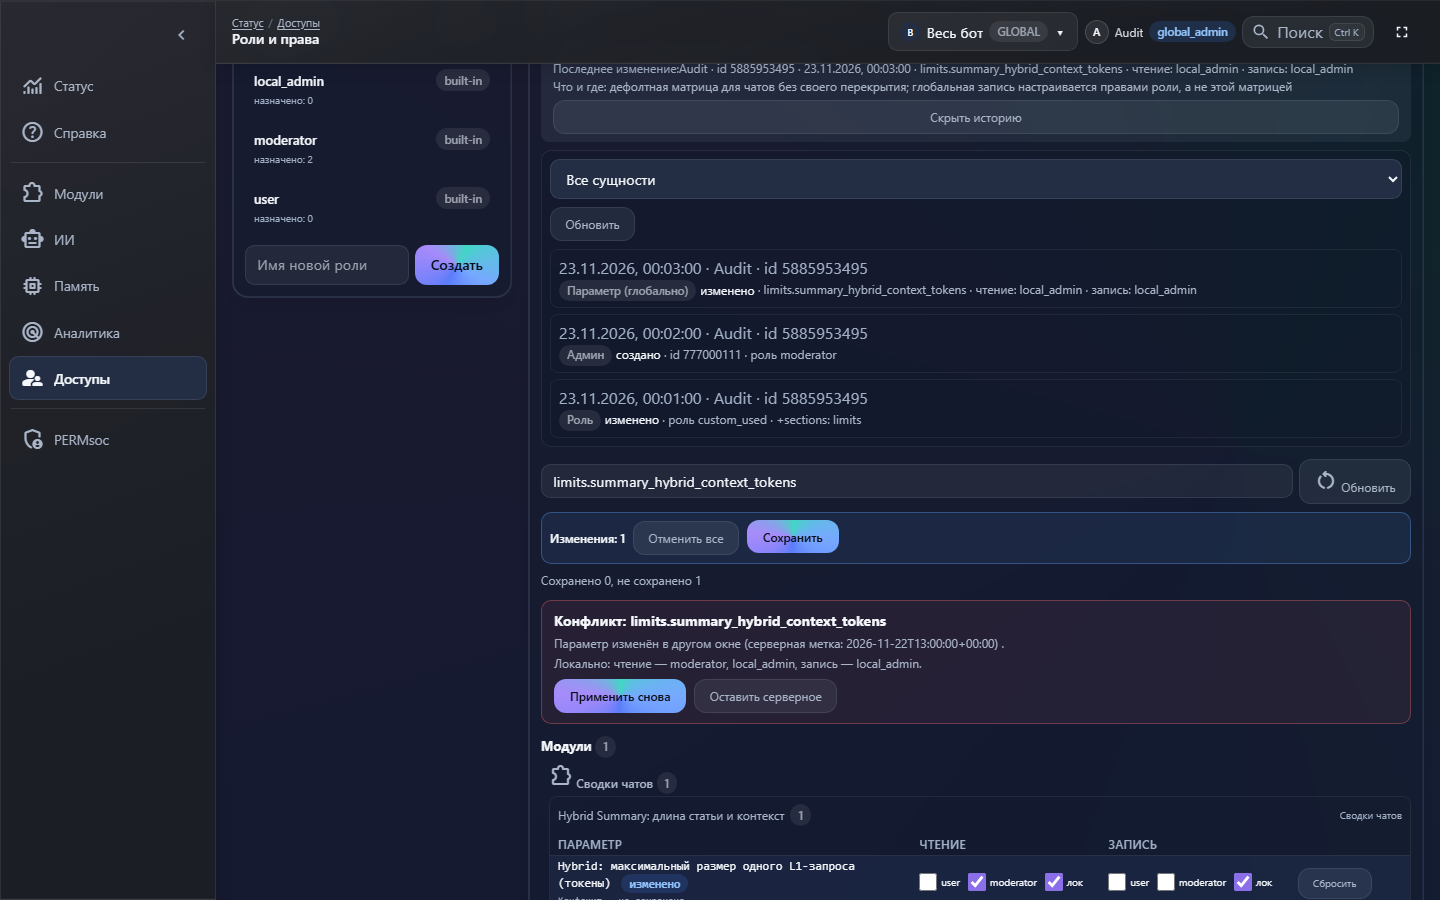 Статус / Доступы
Роли и права
В Весь бот GLOBAL ▾
A Audit global_admin
Поиск Ctrl K
Статус
Справка
Модули
ИИ
Память
Аналитика
Доступы
PERMsoc
local_admin built-in
назначено: 0
moderator built-in
назначено: 2
user built-in
назначено: 0
Имя новой роли Создать
Последнее изменение:Audit · id 5885953495 · 23.11.2026, 00:03:00 · limits.summary_hybrid_context_tokens · чтение: local_admin · запись: local_admin
Что и где: дефолтная матрица для чатов без своего перекрытия; глобальная запись настраивается правами роли, а не этой матрицей
Скрыть историю
Все сущности
Обновить
23.11.2026, 00:03:00 · Audit · id 5885953495
Параметр (глобально) изменено · limits.summary_hybrid_context_tokens · чтение: local_admin · запись: local_admin
23.11.2026, 00:02:00 · Audit · id 5885953495
Админ создано · id 777000111 · роль moderator
23.11.2026, 00:01:00 · Audit · id 5885953495
Роль изменено · роль custom_used · +sections: limits
limits.summary_hybrid_context_tokens Обновить
Изменения: 1 Отменить все Сохранить
Сохранено 0, не сохранено 1
Конфликт: limits.summary_hybrid_context_tokens
Параметр изменён в другом окне (серверная метка: 2026-11-22T13:00:00+00:00) .
Локально: чтение — moderator, local_admin, запись — local_admin.
Применить снова Оставить серверное
Модули 1
Сводки чатов 1
Hybrid Summary: длина статьи и контекст 1 Сводки чатов
ПАРАМЕТР ЧТЕНИЕ ЗАПИСЬ
Hybrid: максимальный размер одного L1-запроса
(токены) изменено
user moderator лок user moderator лок Сбросить